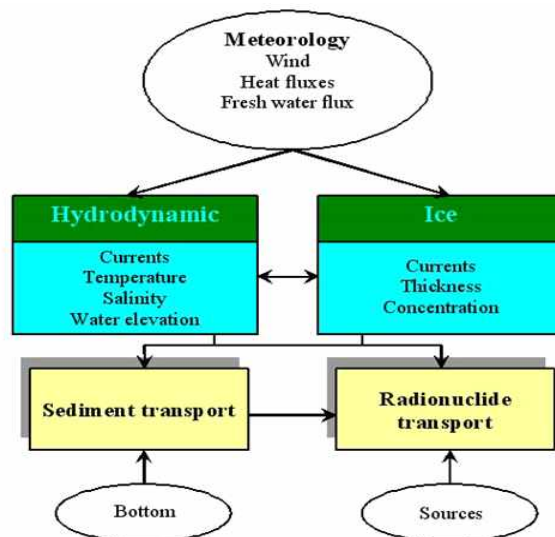 Meteorology
Wind
Heat fluxes
Fresh water flux
Hydrodynamic
Currents
Temperature
Salinity
Water elevation
Ice
Currents
Thickness
Concentration
Sediment transport
Radionuclide
transport
Bottom
Sources